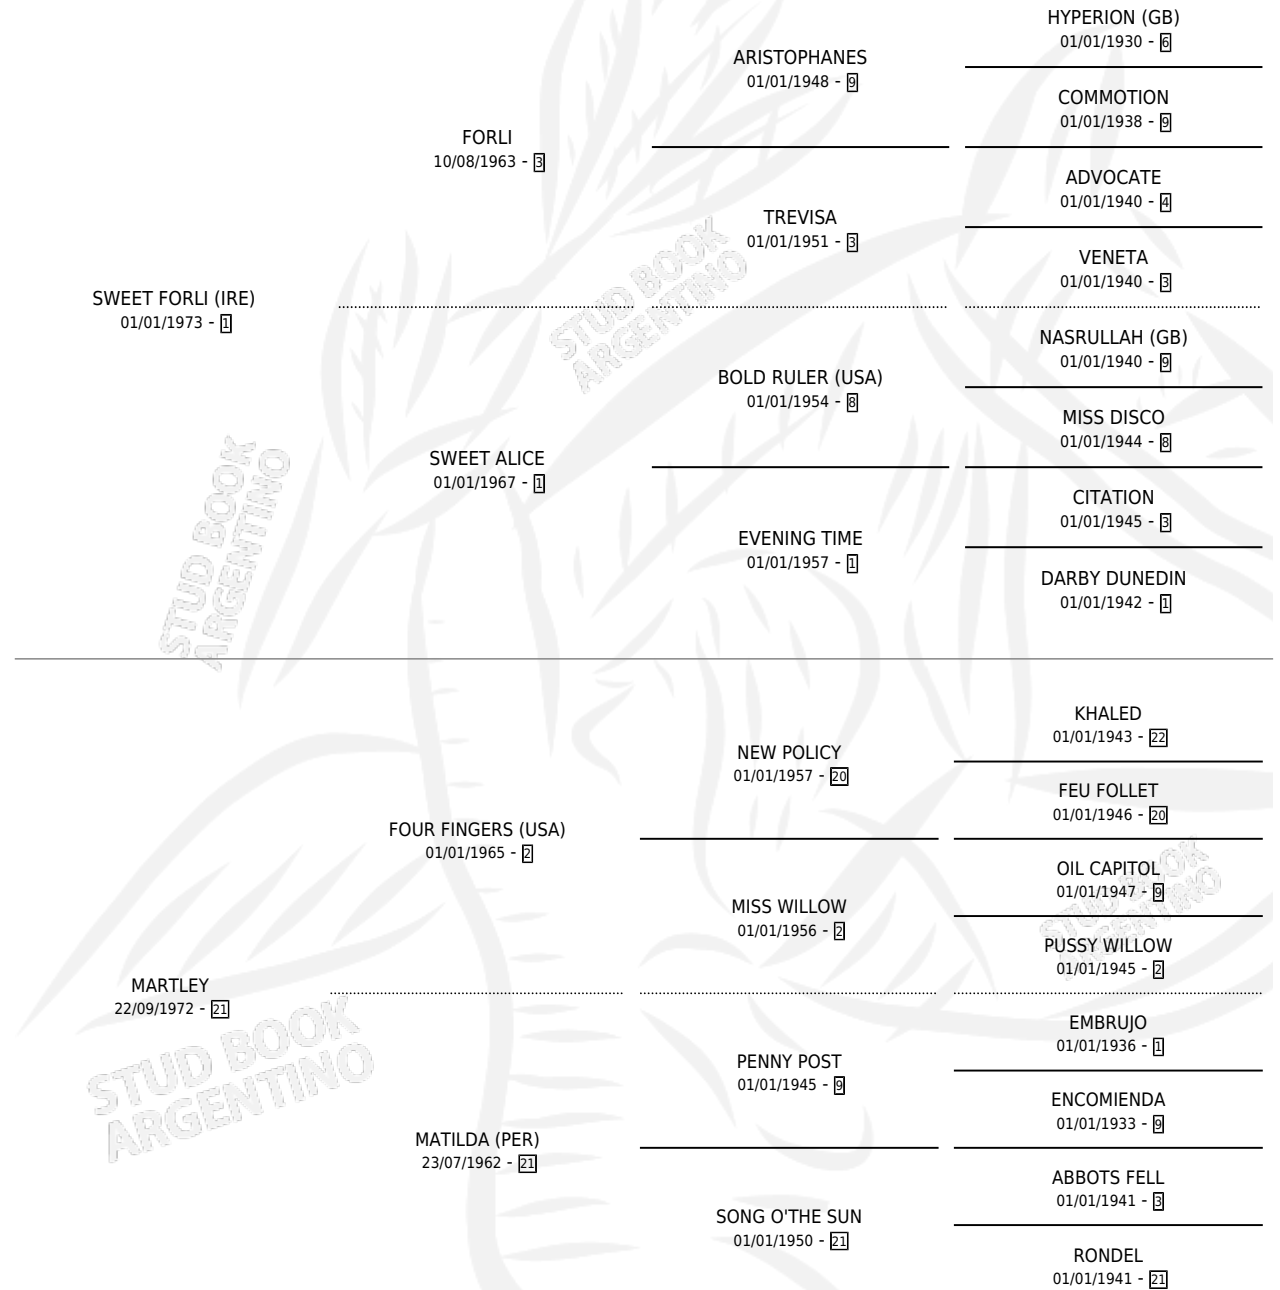 HYPERION (GB)
01/01/1930 - 6
ARISTOPHANES
01/01/1948 - 9
COMMOTION
01/01/1938 - 9
FORLI
10/08/1963 - 3
ADVOCATE
01/01/1940 - 4
TREVISA
01/01/1951 - 3
VENETA
01/01/1940 - 3
SWEET FORLI (IRE)
01/01/1973 - 1
NASRULLAH (GB)
01/01/1940 - 9
BOLD RULER (USA)
01/01/1954 - 8
MISS DISCO
01/01/1944 - 8
SWEET ALICE
01/01/1967 - 1
CITATION
01/01/1945 - 3
EVENING TIME
01/01/1957 - 1
DARBY DUNEDIN
01/01/1942 - 1
KHALED
01/01/1943 - 22
NEW POLICY
01/01/1957 - 20
FEU FOLLET
01/01/1946 - 20
FOUR FINGERS (USA)
01/01/1965 - 2
OIL CAPITOL
01/01/1947 - 9
MISS WILLOW
01/01/1956 - 2
PUSSY WILLOW
01/01/1945 - 2
MARTLEY
22/09/1972 - 21
EMBRUJO
01/01/1936 - 1
PENNY POST
01/01/1945 - 9
ENCOMIENDA
01/01/1933 - 9
MATILDA (PER)
23/07/1962 - 21
ABBOTS FELL
01/01/1941 - 3
SONG O'THE SUN
01/01/1950 - 21
RONDEL
01/01/1941 - 21
STUD BOOK
ARGENTINO
STUD BOOK
ARGENTINO
STUD BOOK
ARGENTINO
STUD BOOK
ARGENTINO